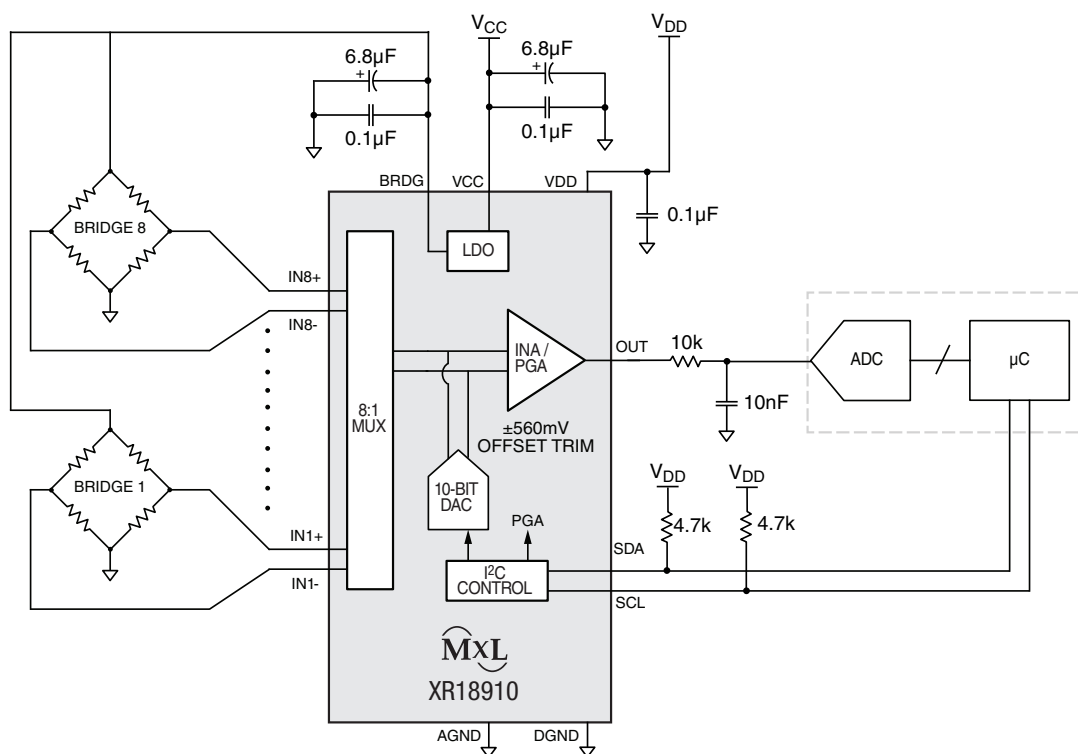 VCC
VDD
6.8µF
+
0.1µF
6.8µF
+
0.1µF
BRDG
VCC
VDD
0.1µF
BRIDGE 8
LDO
IN8+
IN8-
INA /
PGA
OUT
10k
ADC
µC
10nF
8:1
MUX
±560mV
OFFSET TRIM
BRIDGE 1
10-BIT
DAC
VDD
VDD
4.7k
4.7k
PGA
IN1+
IN1-
SDA
I²C
CONTROL
SCL
MXL
XR18910
AGND
DGND